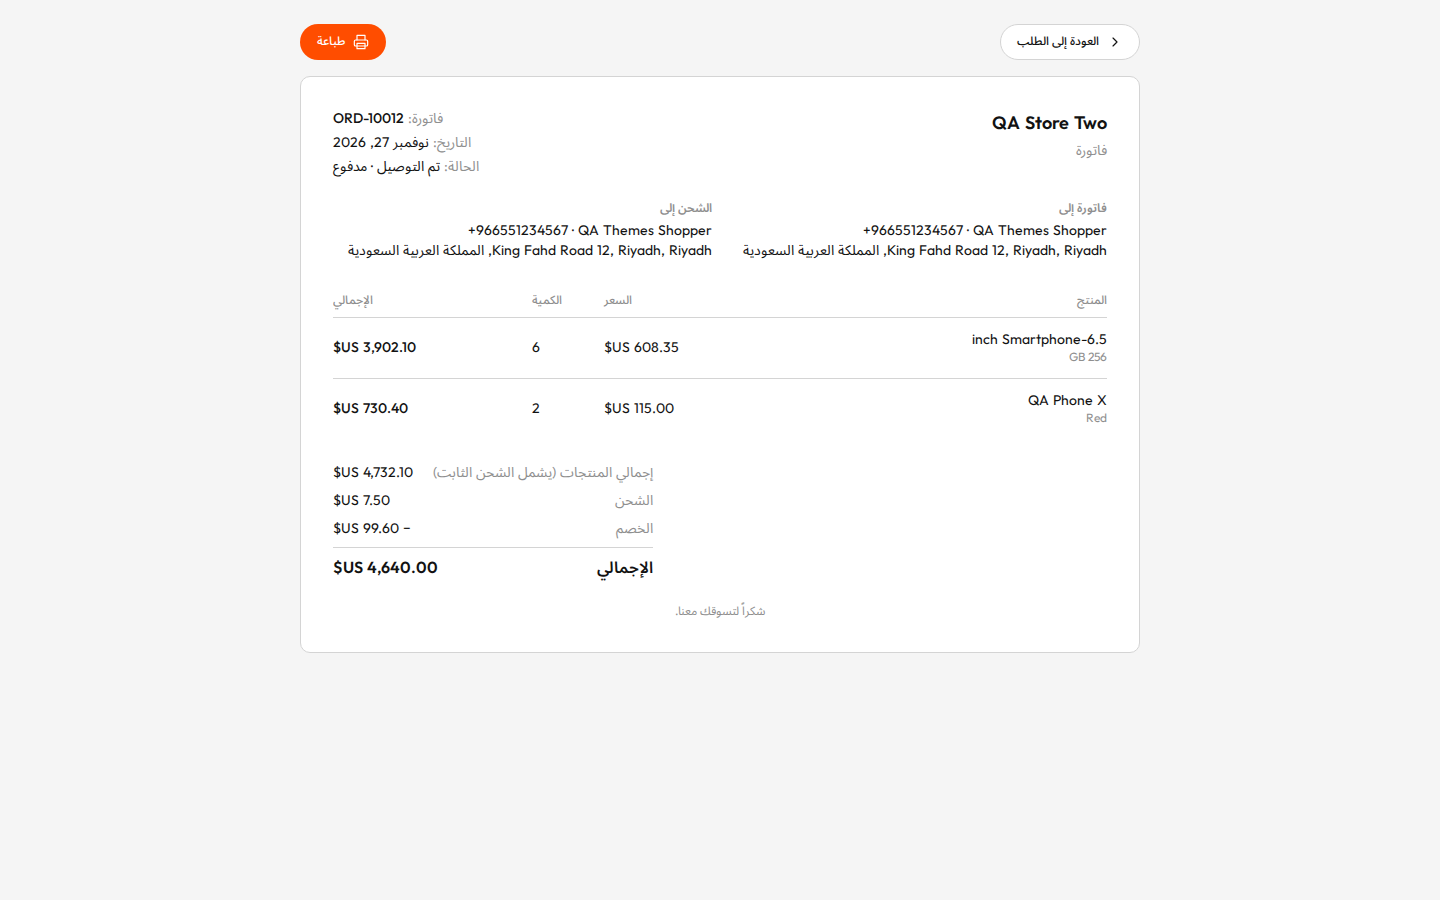 العودة إلى الطلب
طباعة
QA Store Two
فاتورة
فاتورة: ORD-10012
التاريخ: نوفمبر 27, 2026
الحالة: تم التوصيل · مدفوع
فاتورة إلى
QA Themes Shopper · 966551234567+
King Fahd Road 12, Riyadh, Riyadh, المملكة العربية السعودية
الشحن إلى
QA Themes Shopper · 966551234567+
King Fahd Road 12, Riyadh, Riyadh, المملكة العربية السعودية
المنتج السعر الكمية الإجمالي
inch Smartphone-6.5
GB 256
$US 608.35 6 $US 3,902.10
QA Phone X
Red
$US 115.00 2 $US 730.40
إجمالي المنتجات (يشمل الشحن الثابت) $US 4,732.10
الشحن $US 7.50
الخصم $US 99.60 −
الإجمالي $US 4,640.00
شكراً لتسوقك معنا.